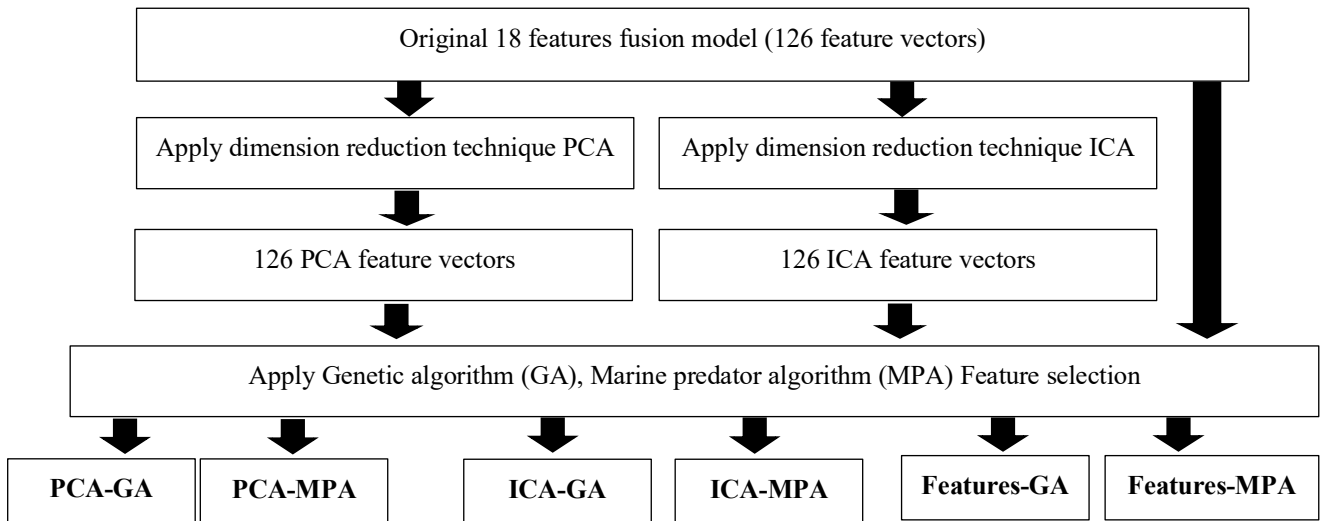 Original 18 features fusion model (126 feature vectors)
Apply dimension reduction technique PCA
Apply dimension reduction technique ICA
126 PCA feature vectors
126 ICA feature vectors
Apply Genetic algorithm (GA), Marine predator algorithm (MPA) Feature selection
PCA-GA
PCA-MPA
ICA-GA
ICA-MPA
Features-GA
Features-MPA